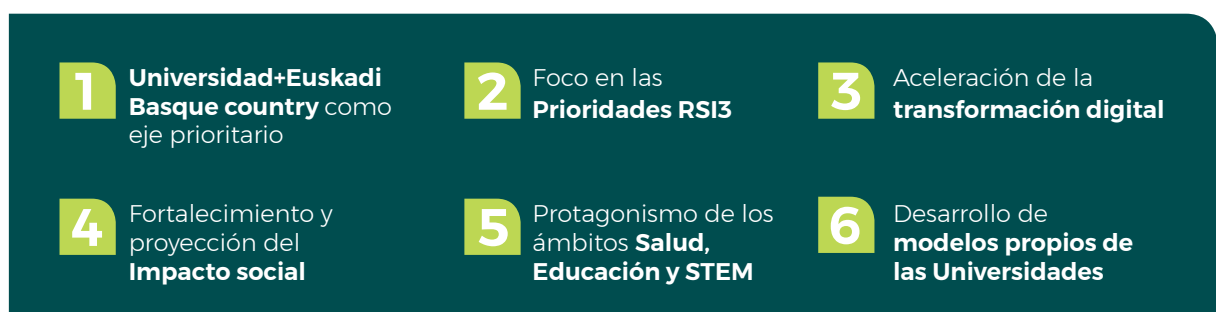 1
Universidad+Euskadi
Basque country como
eje prioritario
2
Foco en las
Prioridades RSI3
3
Aceleración de la
transformación digital
4
Fortalecimiento y
proyección del
Impacto social
5
Protagonismo de los
ámbitos Salud,
Educación y STEM
6
Desarrollo de
modelos propios de
las Universidades